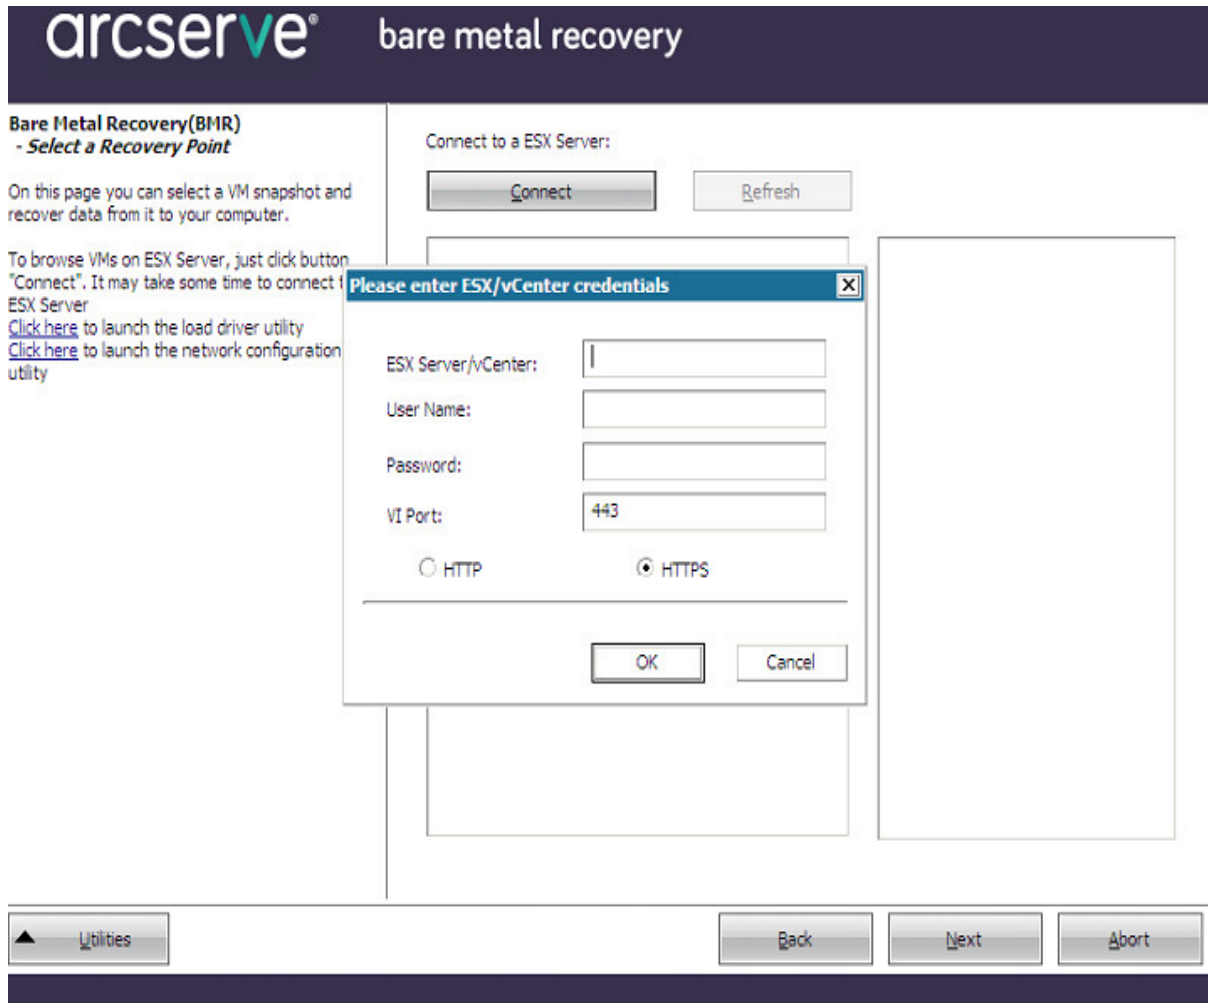 arcserve® bare metal recovery
Bare Metal Recovery(BMR)
- Select a Recovery Point
On this page you can select a VM snapshot and
recover data from it to your computer.
To browse VMs on ESX Server, just click button
"Connect". It may take some time to connect
ESX Server
Click here to launch the load driver utility
Click here to launch the network configuration
utility
Connect to a ESX Server:
Connect Refresh
Please enter ESX/vCenter credentials
ESX Server/vCenter:
User Name:
Password:
VI Port: 443
HTTP HTTPS
OK Cancel
Utilities Back Next Abort